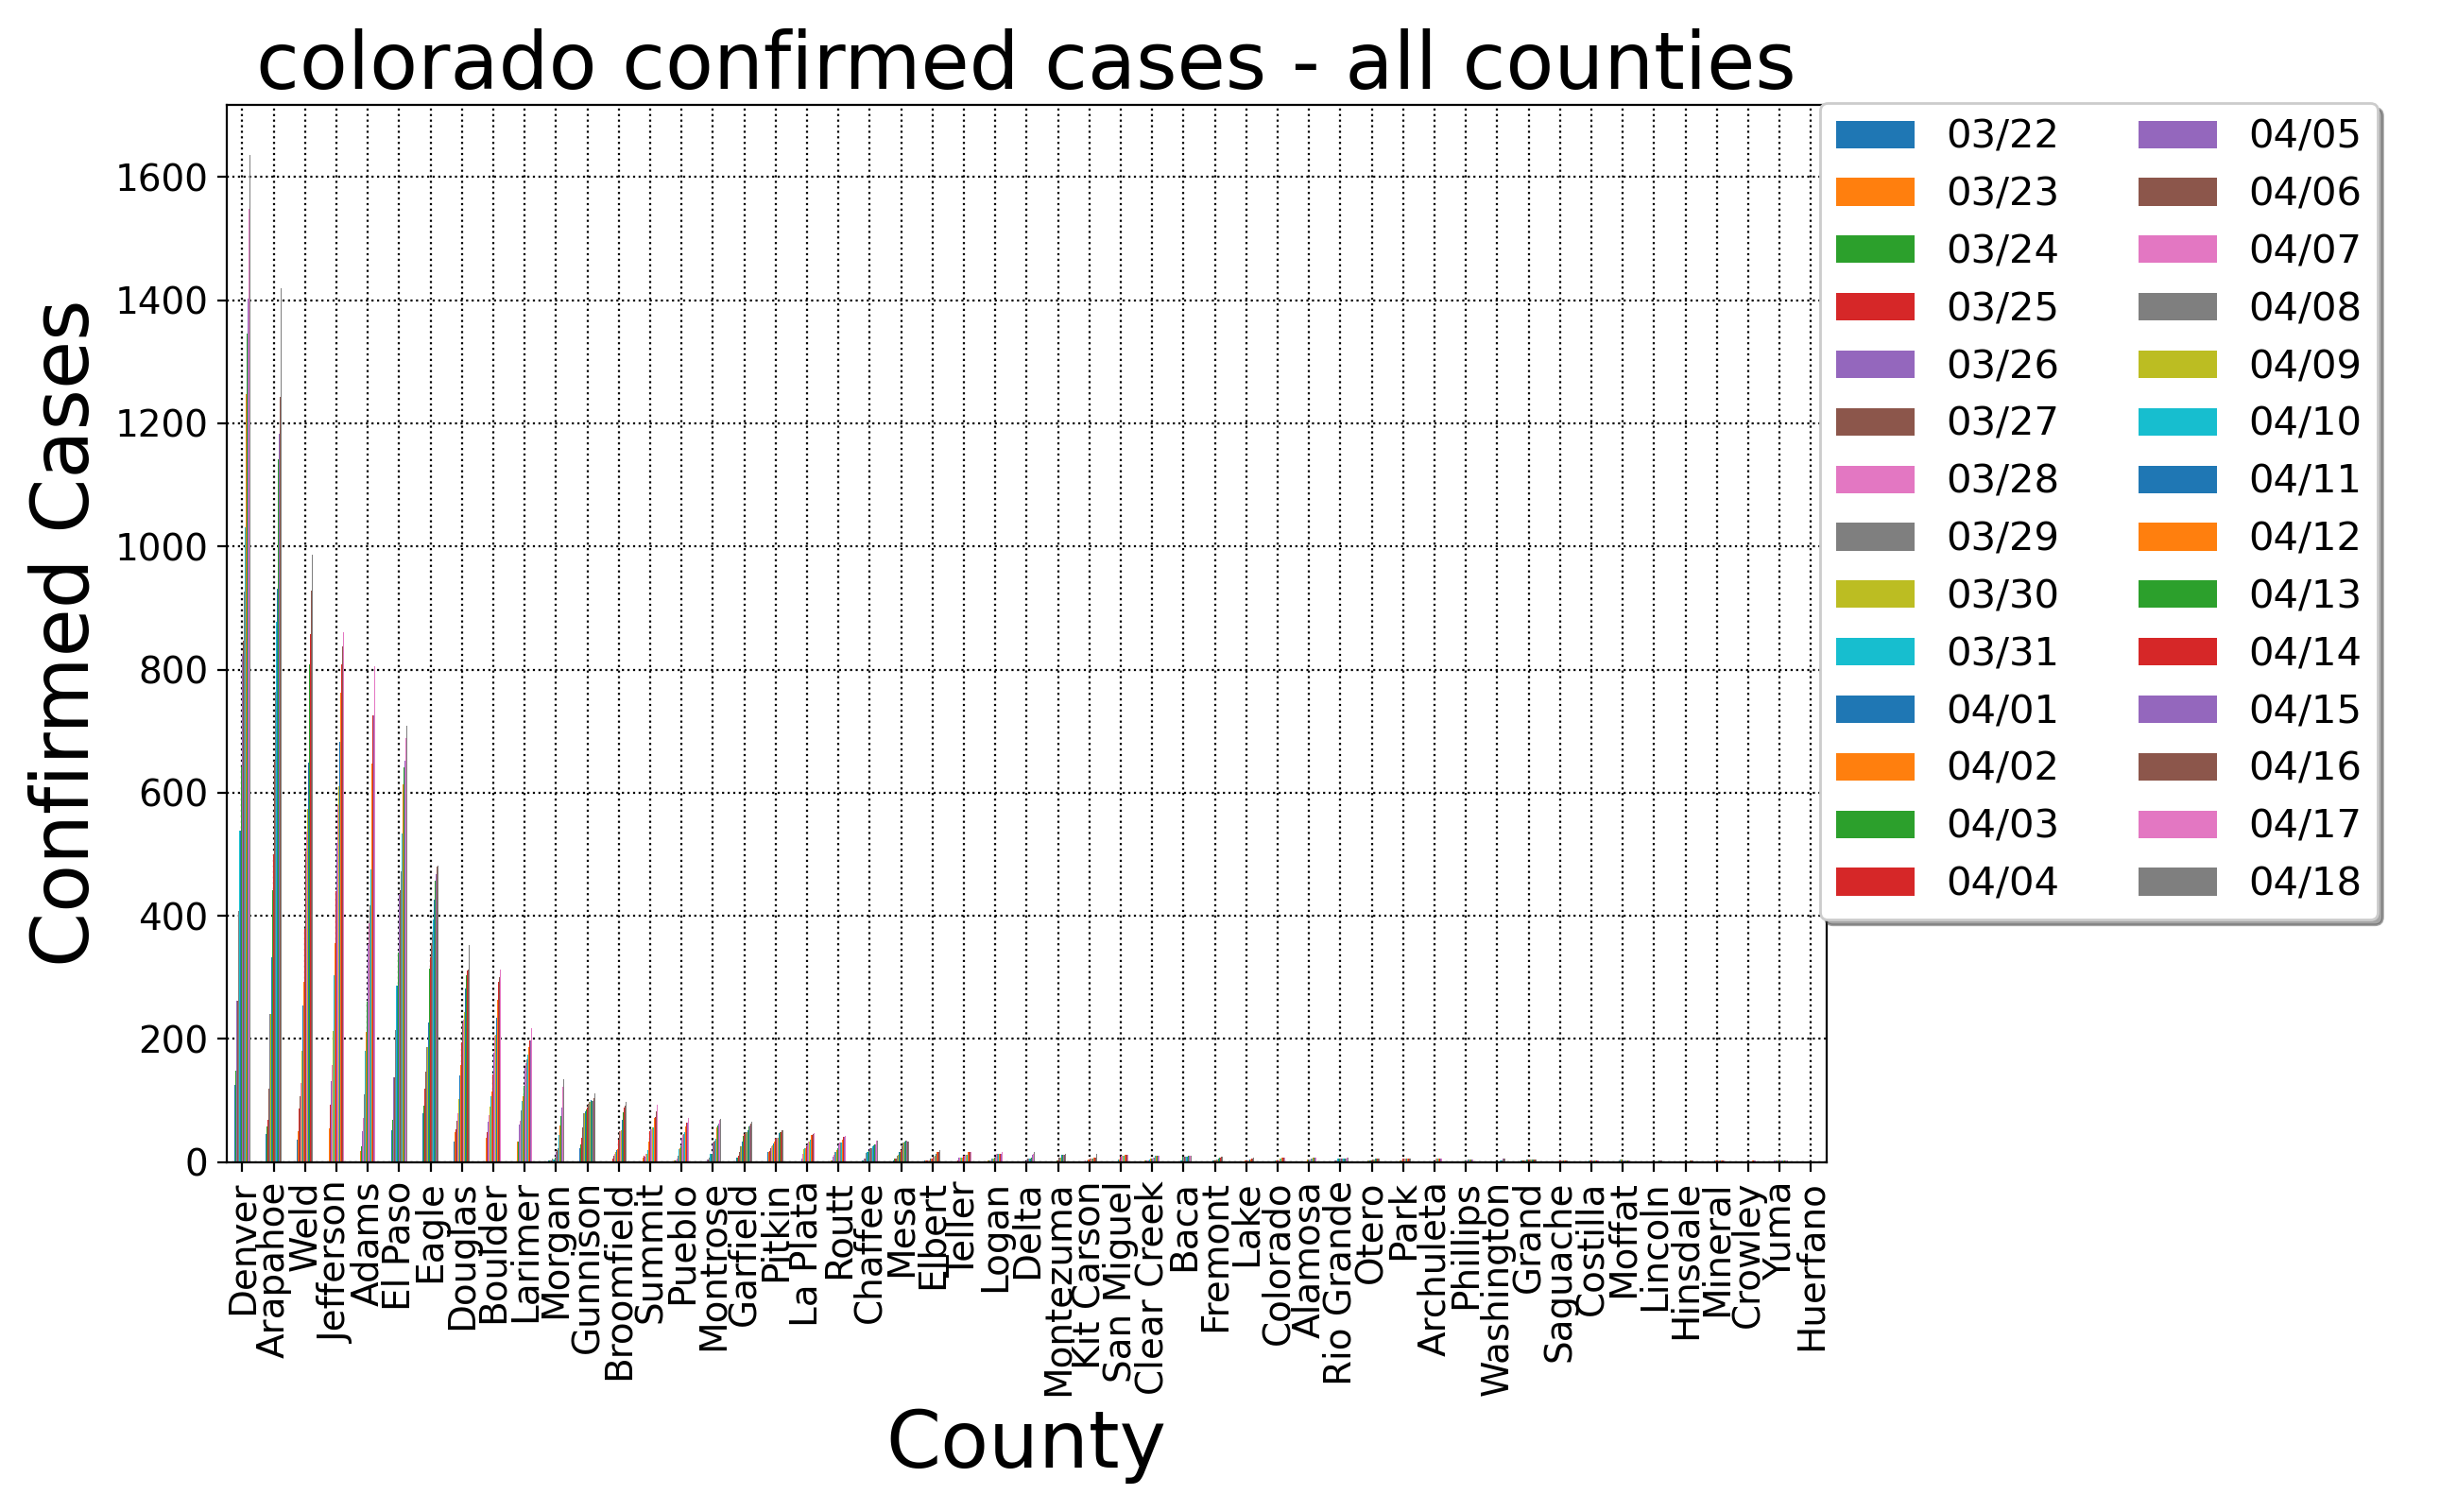 colorado confirmed cases - all counties
Confirmed Cases
1600
1400
1200
1000
800
600
400
200
0
03/22 04/05
03/23 04/06
03/24 04/07
03/25 04/08
03/26 04/09
03/27 04/10
03/28 04/11
03/29 04/12
03/30 04/13
03/31 04/14
04/01 04/15
04/02 04/16
04/03 04/17
04/04 04/18
Denver
Arapahoe
Weld
Jefferson
Adams
El Paso
Eagle
Douglas
Boulder
Larimer
Morgan
Gunnison
Broomfield
Summit
Pueblo
Montrose
Garfield
Pitkin
La Plata
Routt
Chaffee
Mesa
Elbert
Teller
Logan
Delta
Montezuma
Kit Carson
San Miguel
Clear Creek
Baca
Fremont
Lake
Colorado
Alamosa
Rio Grande
Otero
Park
Archuleta
Phillips
Washington
Grand
Saguache
Costilla
Moffat
Lincoln
Hinsdale
Mineral
Crowley
Yuma
Huerfano
County